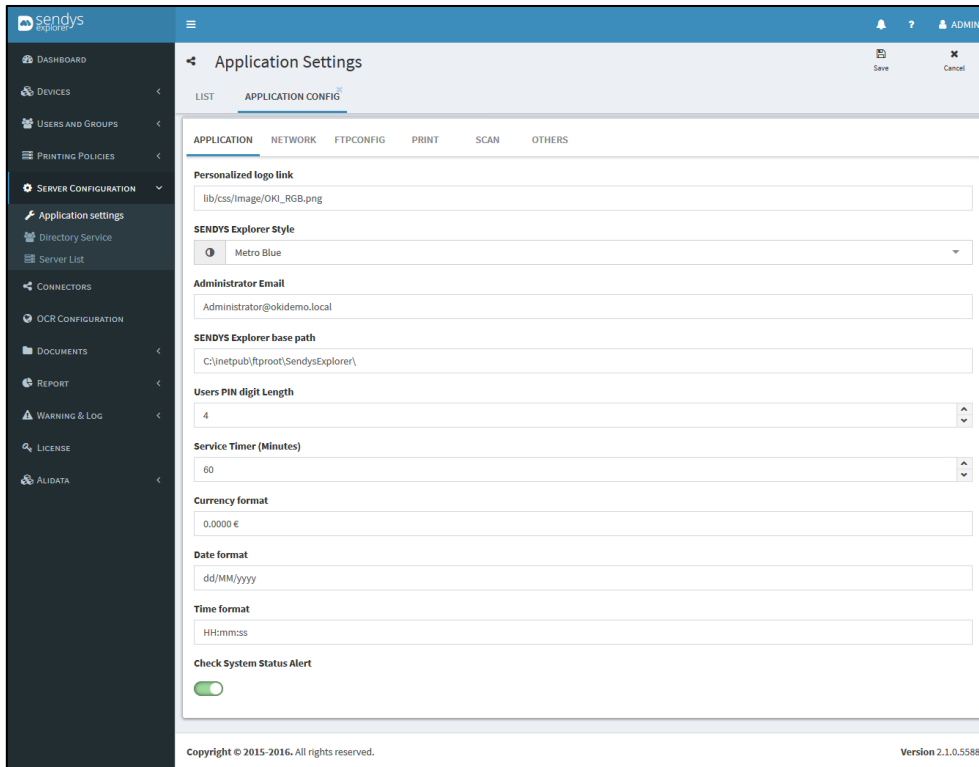 sendys
explorer
ADMIN
DASHBOARD
DEVICES
USERS AND GROUPS
PRINTING POLICIES
SERVER CONFIGURATION
Application settings
Directory Service
Server List
CONNECTORS
OCR CONFIGURATION
DOCUMENTS
REPORT
WARNING & LOG
LICENSE
ALIDATA
Application Settings
Save
Cancel
LIST APPLICATION CONFIG
APPLICATION NETWORK FTPCONFIG PRINT SCAN OTHERS
Personalized logo link
lib/css/Image/OKI_RGB.png
SENDYS Explorer Style
Metro Blue
Administrator Email
Administrator@okidemo.local
SENDYS Explorer base path
C:\inetpub\ftproot\SendysExplorer\
Users PIN digit Length
4
Service Timer (Minutes)
60
Currency format
0.0000 €
Date format
dd/MM/yyyy
Time format
HH:mm:ss
Check System Status Alert
Copyright © 2015-2016. All rights reserved.
Version 2.1.0.5588